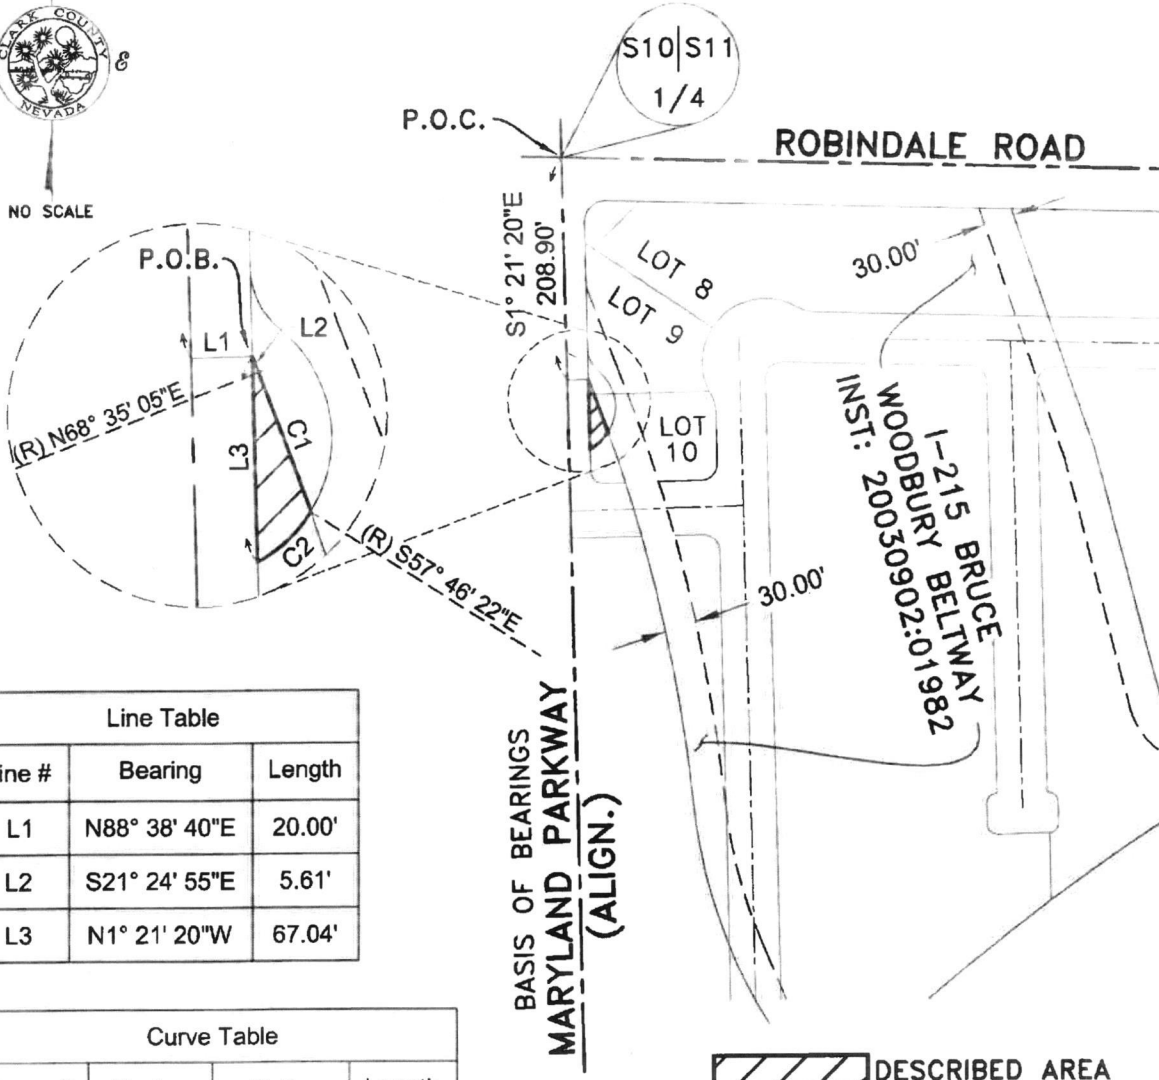 CLARK COUNTY
NEVADA
&
NO SCALE
S10|S11
1/4
P.O.C.
ROBINDALE ROAD
S1° 21' 20"E
208.90'
P.O.B.
L1
L2
(R) N68° 35' 05"E
L3
C1
C2
(R) S57° 46' 22"E
LOT 8
LOT 9
LOT
10
30.00'
30.00'
I-215 BRUCE
WOODBURY BELTWAY
INST: 20030902:01982
BASIS OF BEARINGS
MARYLAND PARKWAY
(ALIGN.)
Line Table
ine # Bearing Length
L1 N88° 38' 40"E 20.00'
L2 S21° 24' 55"E 5.61'
L3 N1° 21' 20"W 67.04'
Curve Table
DESCRIBED AREA